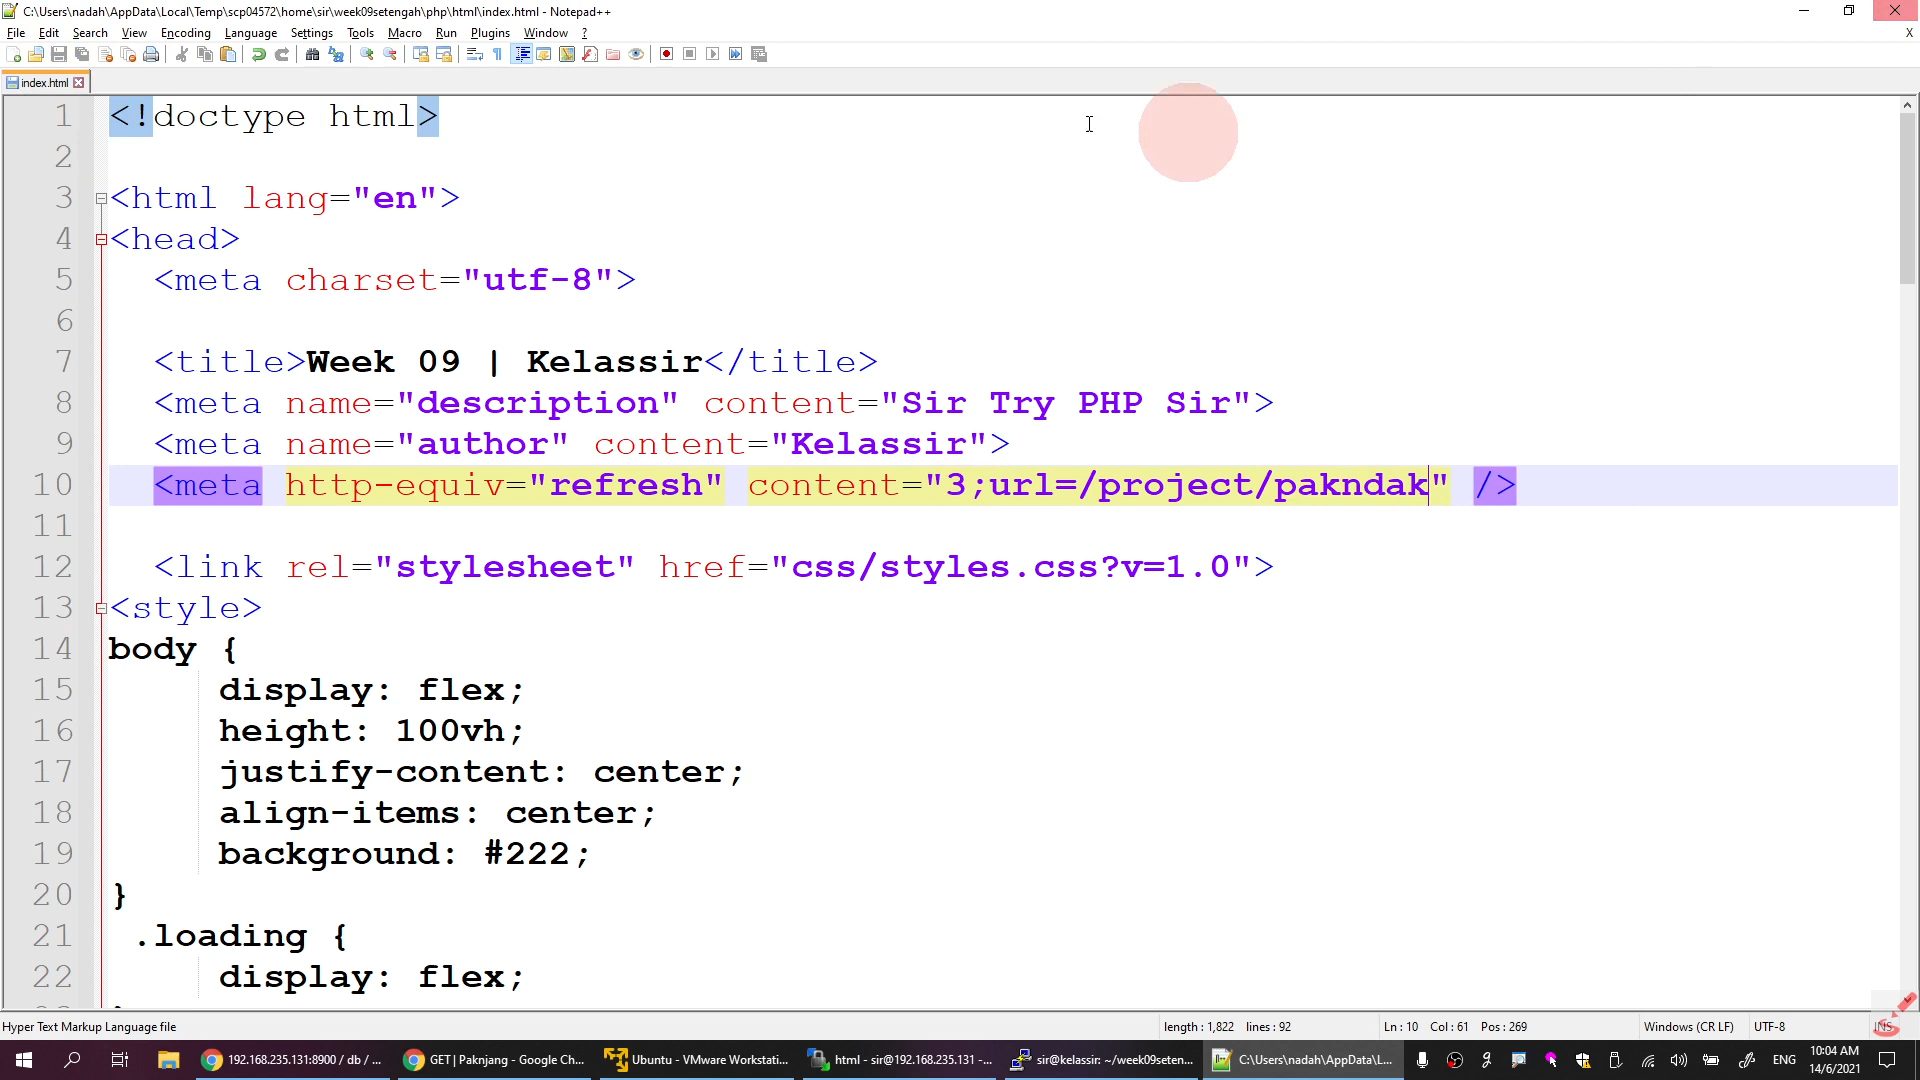 C:\Users\nadah\AppData\Local\Temp\scp04572\home\sir\week09setengah\php\html\index.html - Notepad++
File Edit Search View Encoding Language Settings Tools Macro Run Plugins Window ? X
index.html
1 <!doctype html>
2
3 <html lang="en">
4 <head>
5 <meta charset="utf-8">
6
7 <title>Week 09 | Kelassir</title>
8 <meta name="description" content="Sir Try PHP Sir">
9 <meta name="author" content="Kelassir">
10 <meta http-equiv="refresh" content="3;url=/project/pakndak" />
11
12 <link rel="stylesheet" href="css/styles.css?v=1.0">
13 <style>
14 body {
15 display: flex;
16 height: 100vh;
17 justify-content: center;
18 align-items: center;
19 background: #222;
20 }
21 .loading {
22 display: flex;
Hyper Text Markup Language file length : 1,822 lines : 92 Ln : 10 Col : 61 Pos : 269 Windows (CR LF) UTF-8 INS
192.168.235.131:8900 / db / ... GET | Paknjang - Google Ch... Ubuntu - VMware Workstati... html - sir@192.168.235.131 -... sir@kelassir: ~/week09seten... C:\Users\nadah\AppData\L... ENG 10:04 AM
14/6/2021